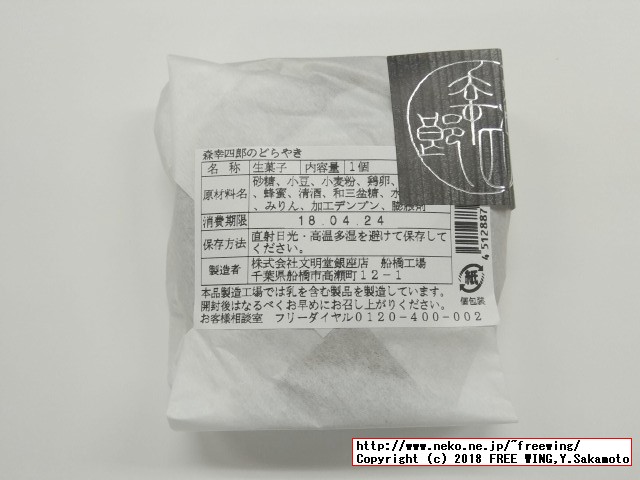 森幸四郎のどらやき
名 称 生菓子 内容量 1個
原材料名 砂糖、小豆、小麦粉、鶏卵、
、蜂蜜、清酒、和三盆糖、水
、みりん、加工デンプン、膨脹剤
消費期限 18.04.24
保存方法 直射日光・高温多湿を避けて保存して
ください。
製造者 株式会社文明堂銀座店 船橋工場
千葉県船橋市高瀬町12-1
本品製造工場では乳を含む製品を製造しています。
開封後はなるべくお早めにお召し上がりください。
お客様相談室 フリーダイヤル0120-400-002
4512887
紙
個包装
http://www.neko.ne.jp/~freewing/
Copyright (c) 2018 FREE WING,Y.Sakamoto